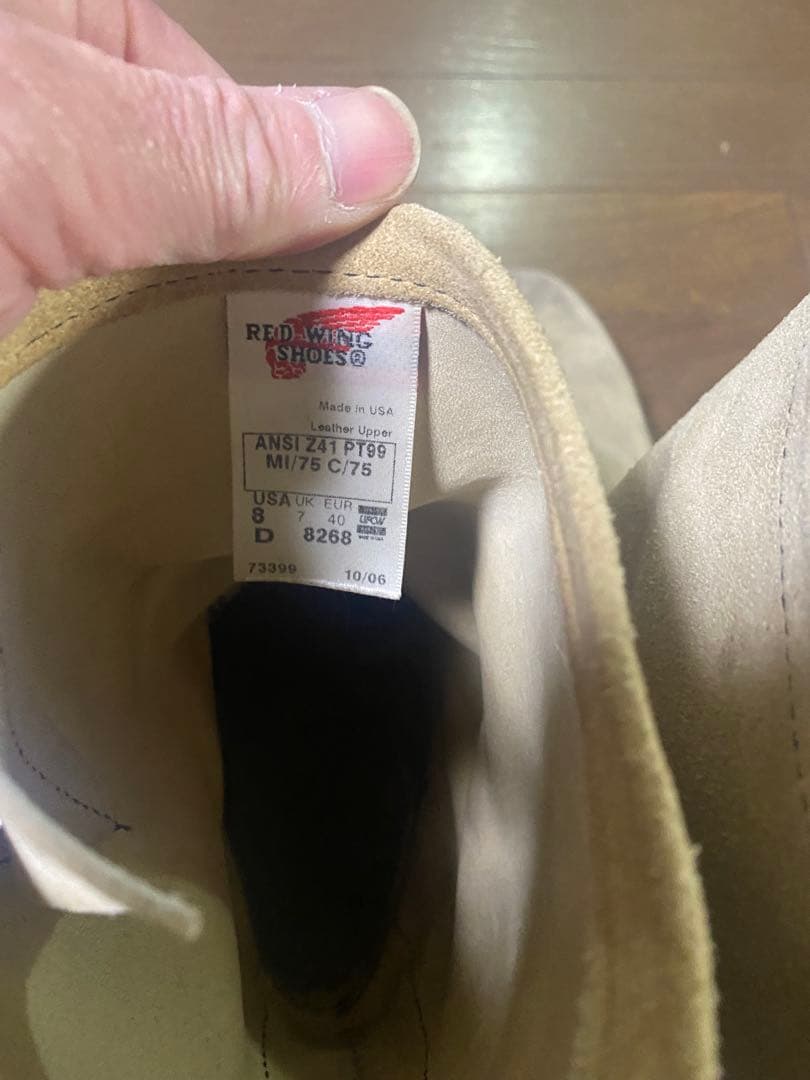 RED WING
SHOES®
Made in USA
Leather Upper
ANSI Z41 PT99
MI/75 C/75
USA UK EUR
8 7 40
D 8268
73399 10/06